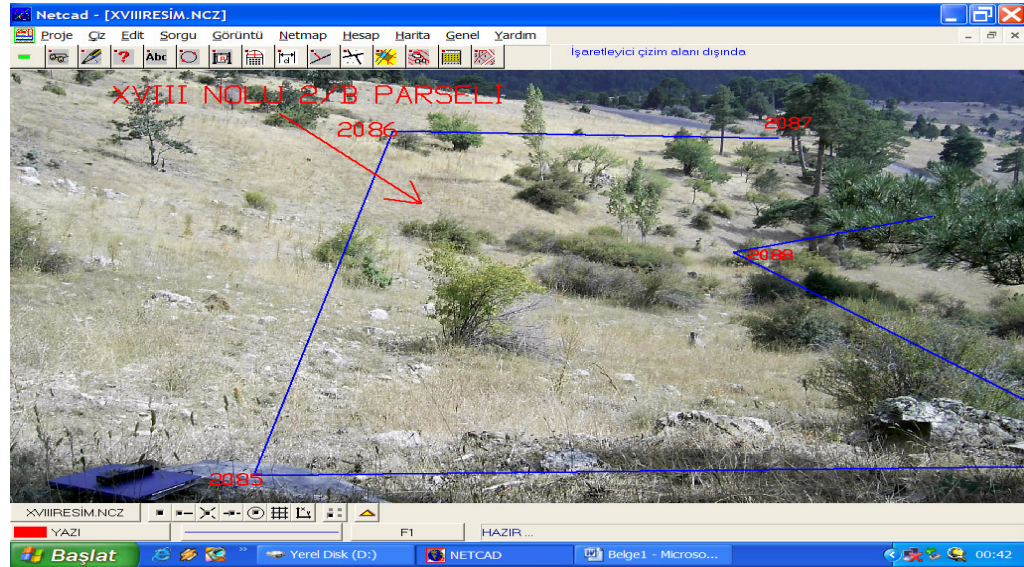 Netcad - [XVIIIRESİM.NCZ]
Proje Çiz Edit Sorgu Görüntü Netmap Hesap Harita Genel Yardım
Abc
İşaretleyici çizim alanı dışında
XVIII NOLU 2/B PARSELİ
2086
2087
2088
2085
XVIIIRESİM.NCZ
YAZI
F1
HAZIR ...
Başlat
Yerel Disk (D:)
NETCAD
Belge1 - Microso...
00:42